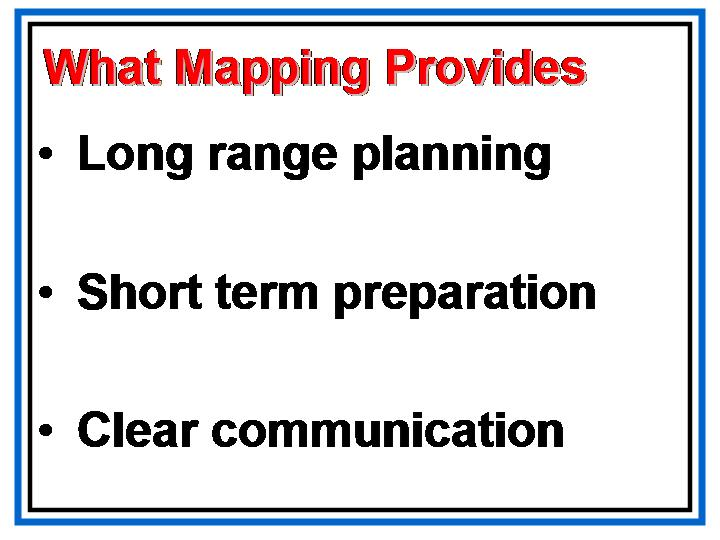 What Mapping Provides
• Long range planning
• Short term preparation
• Clear communication